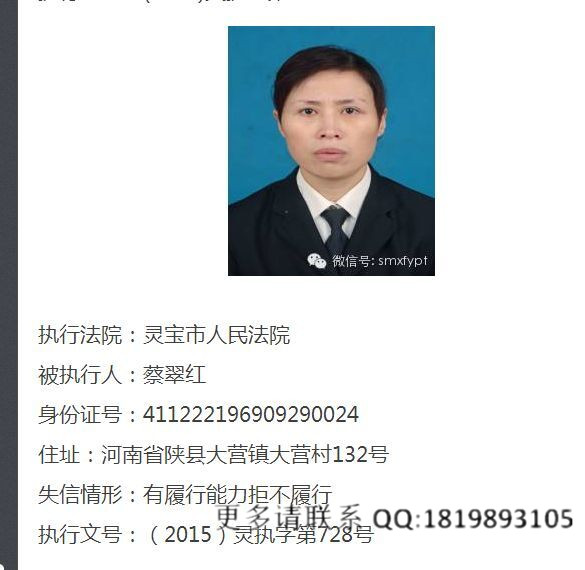 微信号: smxfypt
执行法院：灵宝市人民法院
被执行人：蔡翠红
身份证号：411222196909290024
住址：河南省陕县大营镇大营村132号
失信情形：有履行能力拒不履行
更多请联系 QQ:1819893105
执行文号：（2015）灵执字第728号